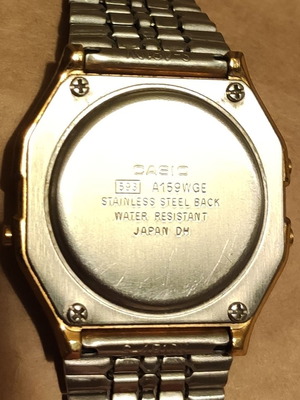 CASIO
593 A159WGE
STAINLESS STEEL BACK
WATER RESISTANT
JAPAN DH